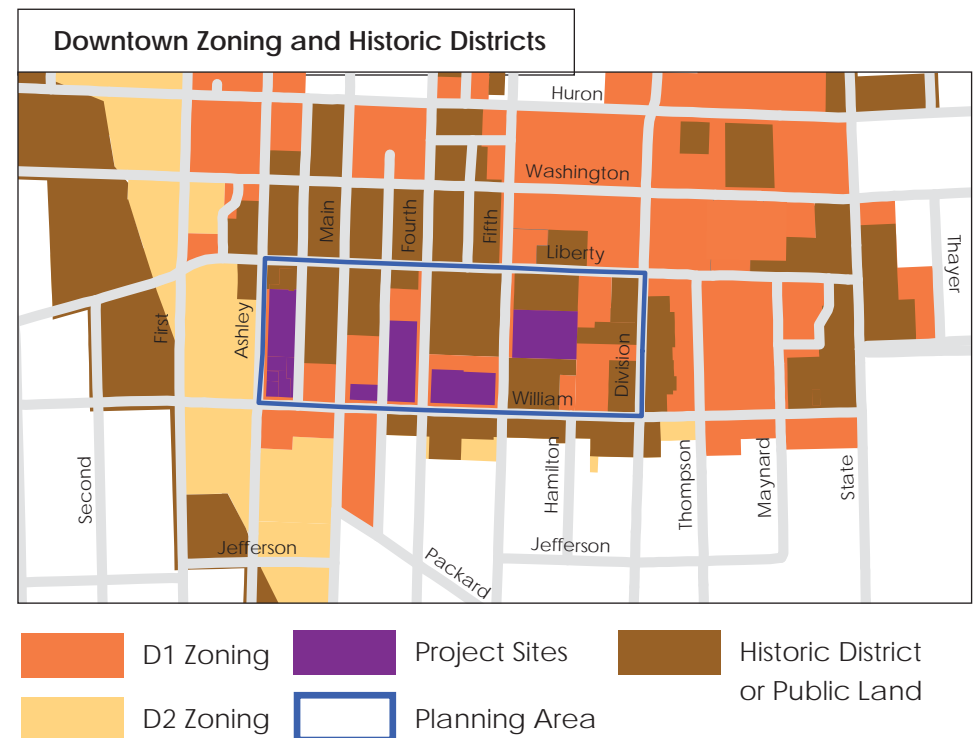 Downtown Zoning and Historic Districts
Huron
Washington
Main
Fourth
Fifth
Liberty
Thayer
First
Ashley
Division
William
Second
Hamilton
Thompson
Maynard
State
Jefferson
Jefferson
Packard
D1 Zoning
Project Sites
Historic District
or Public Land
D2 Zoning
Planning Area